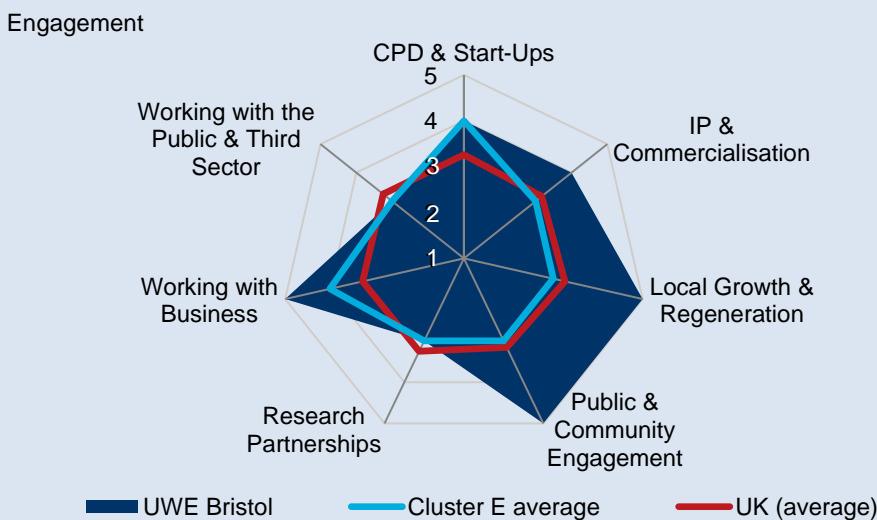 Engagement
CPD & Start-Ups
5
4
3
2
1
IP &
Commercialisation
Local Growth &
Regeneration
Public &
Community
Engagement
Research
Partnerships
Working with
Business
Working with the
Public & Third
Sector
UWE Bristol
Cluster E average
UK (average)